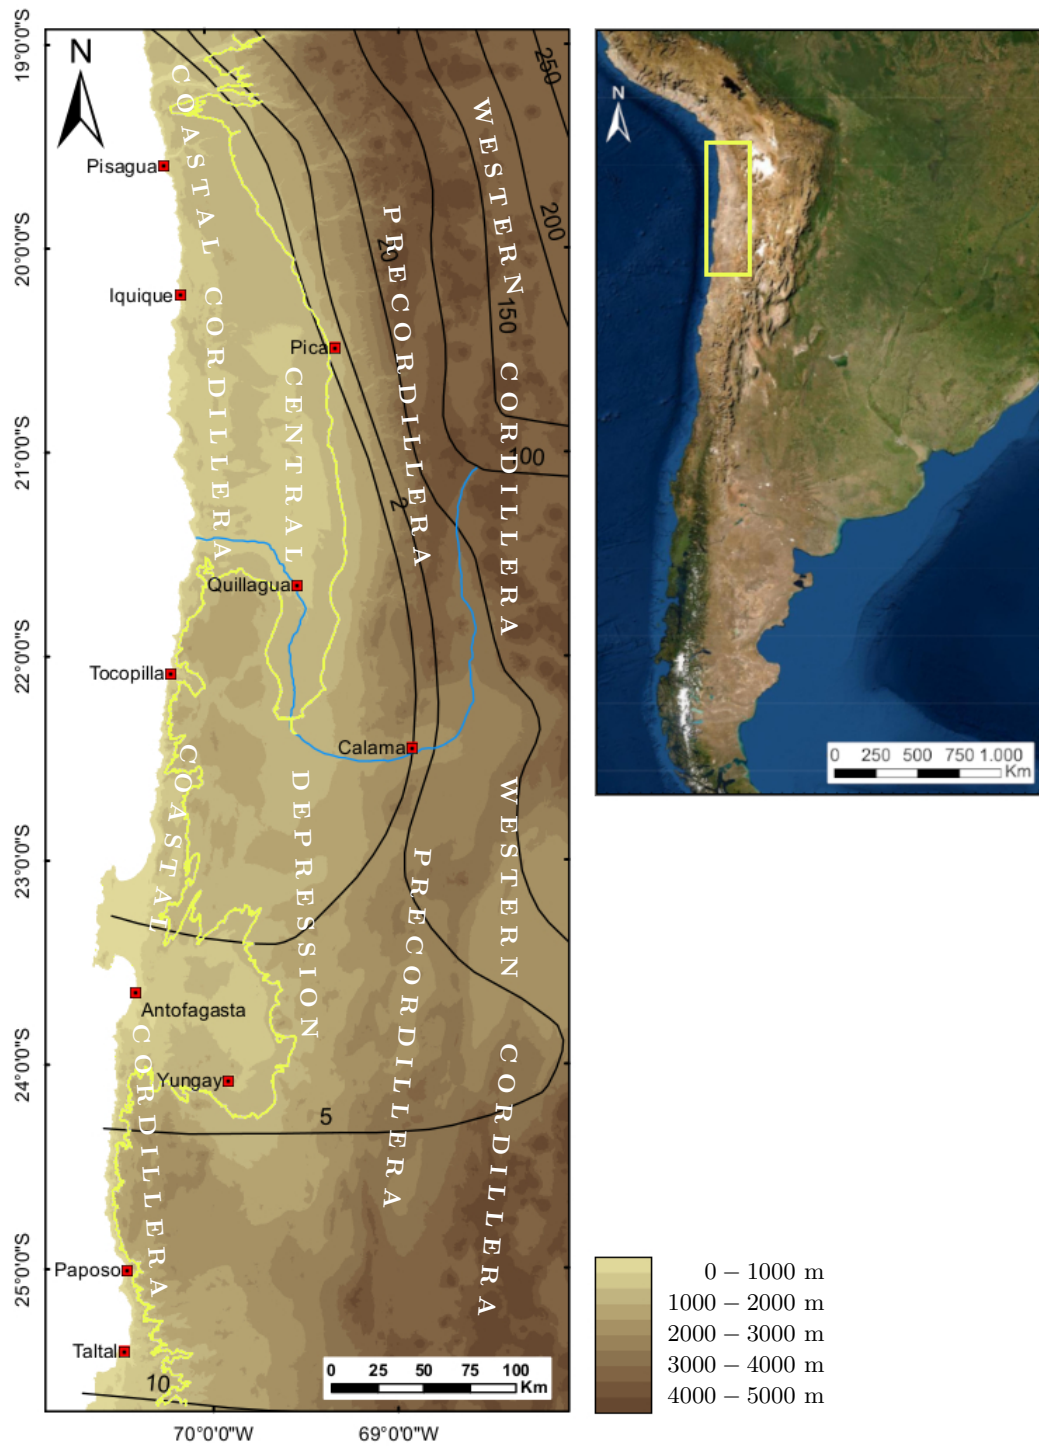 19°0'0"S
20°0'0"S
21°0'0"S
22°0'0"S
23°0'0"S
24°0'0"S
25°0'0"S
70°0'0"W
69°0'0"W
N
Pisagua
Iquique
Pica
Quillagua
Tocopilla
Calama
Antofagasta
Yungay
Paposo
Taltal
COASTAL CORDILLERA
CENTRAL
DEPRESSION
PRECORDILLERA
WESTERN CORDILLERA
COASTAL
CORDILLERA
PRECORDILLERA
WESTERN
CORDILLERA
250
200
150
100
20
2
5
10
0 25 50 75 100
Km
N
0 250 500 750 1.000
Km
0 – 1000 m
1000 – 2000 m
2000 – 3000 m
3000 – 4000 m
4000 – 5000 m